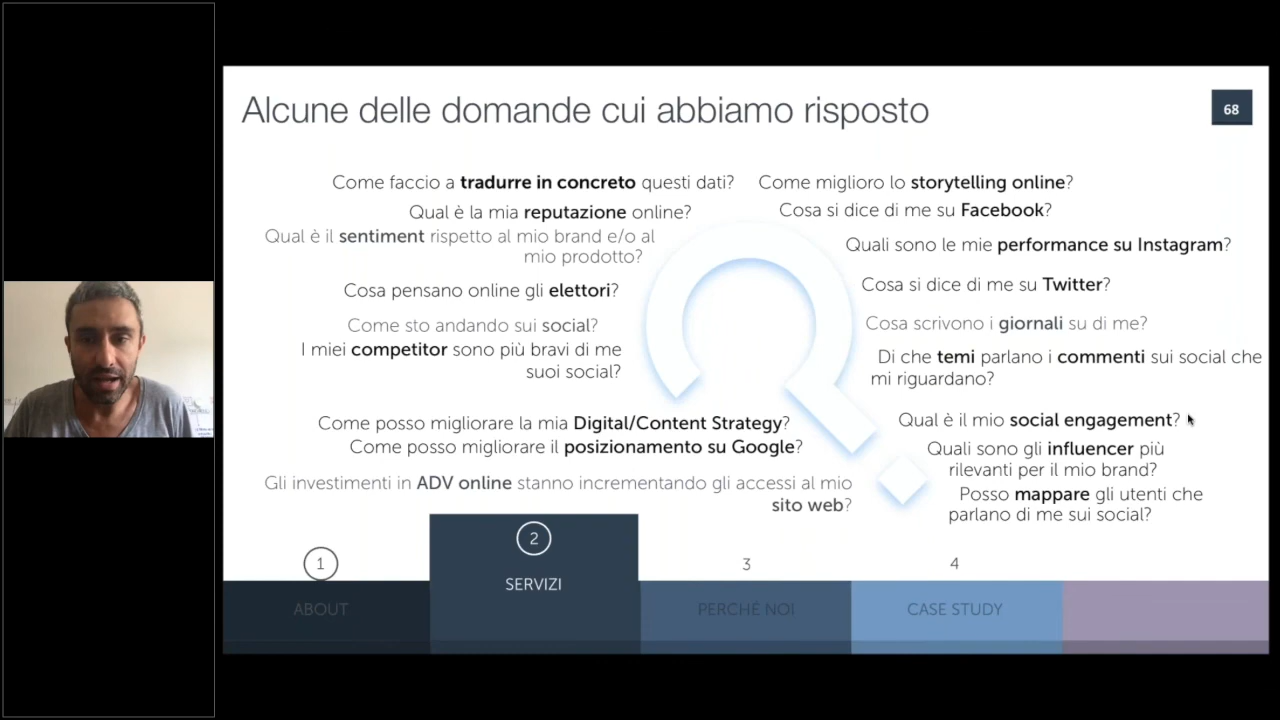 Alcune delle domande cui abbiamo risposto
68
Come faccio a tradurre in concreto questi dati?
Qual è la mia reputazione online?
Qual è il sentiment rispetto al mio brand e/o al
mio prodotto?
Cosa pensano online gli elettori?
Come sto andando sui social?
I miei competitor sono più bravi di me
suoi social?
Come posso migliorare la mia Digital/Content Strategy?
Come posso migliorare il posizionamento su Google?
Gli investimenti in ADV online stanno incrementando gli accessi al mio
sito web?
Come miglioro lo storytelling online?
Cosa si dice di me su Facebook?
Quali sono le mie performance su Instagram?
Cosa si dice di me su Twitter?
Cosa scrivono i giornali su di me?
Di che temi parlano i commenti sui social che
mi riguardano?
Qual è il mio social engagement?
Quali sono gli influencer più
rilevanti per il mio brand?
Posso mappare gli utenti che
parlano di me sui social?
1
ABOUT
2
SERVIZI
3
PERCHÉ NOI
4
CASE STUDY